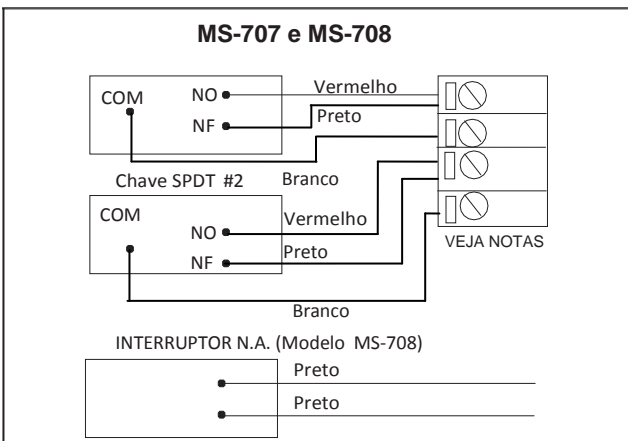 MS-707 e MS-708
COM
NO
Vermelho
NF
Preto
Chave SPDT #2
Branco
COM
NO
Vermelho
NF
Preto
VEJA NOTAS
Branco
INTERRUPTOR N.A. (Modelo MS-708)
Preto
Preto